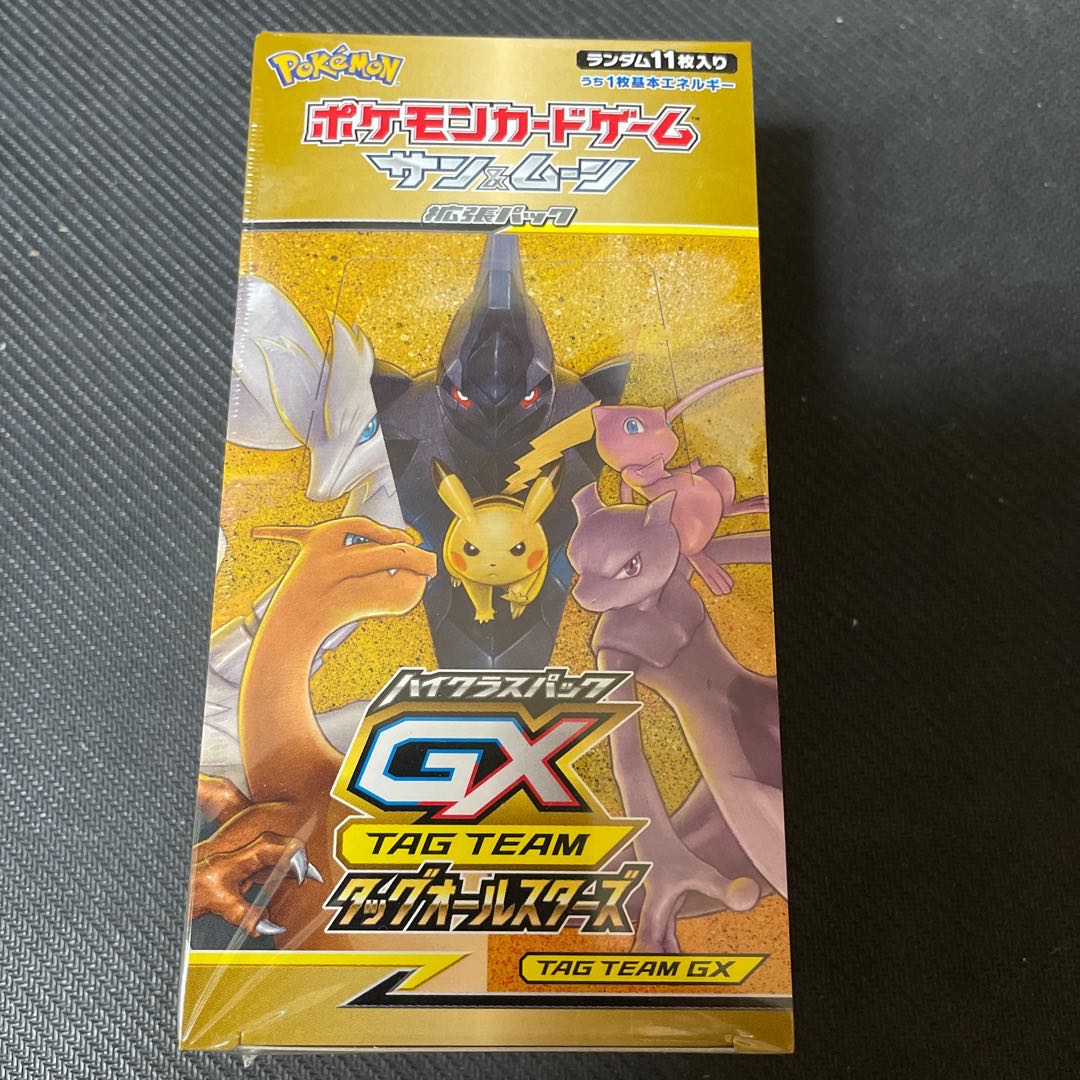 Pokémon
ランダム11枚入り
うち1枚基本エネルギー
ポケモンカードゲーム™
サン&ムーン
拡張パック
ハイクラスパック
GX
TAG TEAM
タッグオールスターズ
TAG TEAM GX